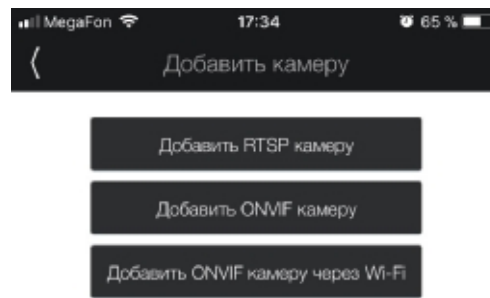 MegaFon 17:34 65 %
Добавить камеру
Добавить RTSP камеру
Добавить ONVIF камеру
Добавить ONVIF камеру через Wi-Fi